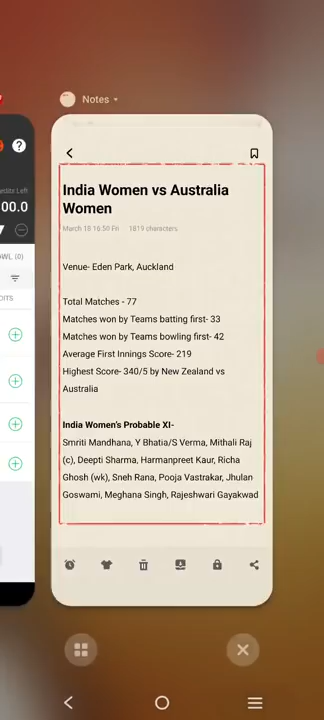 Notes
India Women vs Australia
Women
March 18 16:50 Fri 1819 characters
Venue- Eden Park, Auckland
Total Matches - 77
Matches won by Teams batting first- 33
Matches won by Teams bowling first- 42
Average First Innings Score- 219
Highest Score- 340/5 by New Zealand vs
Australia
India Women's Probable XI-
Smriti Mandhana, Y Bhatia/S Verma, Mithali Raj
(c), Deepti Sharma, Harmanpreet Kaur, Richa
Ghosh (wk), Sneh Rana, Pooja Vastrakar, Jhulan
Goswami, Meghana Singh, Rajeshwari Gayakwad
Left
00.0
(0)